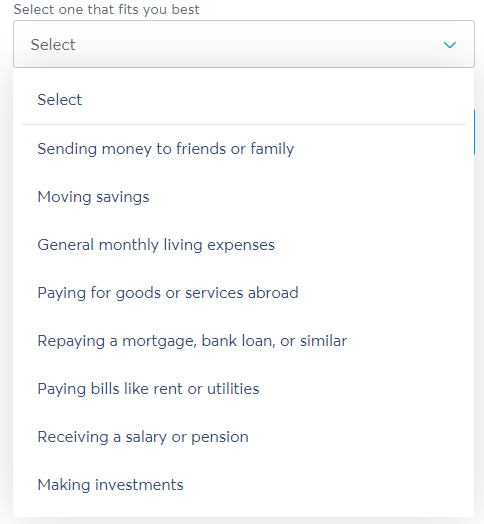 Select one that fits you best
Select
Select
Sending money to friends or family
Moving savings
General monthly living expenses
Paying for goods or services abroad
Repaying a mortgage, bank loan, or similar
Paying bills like rent or utilities
Receiving a salary or pension
Making investments